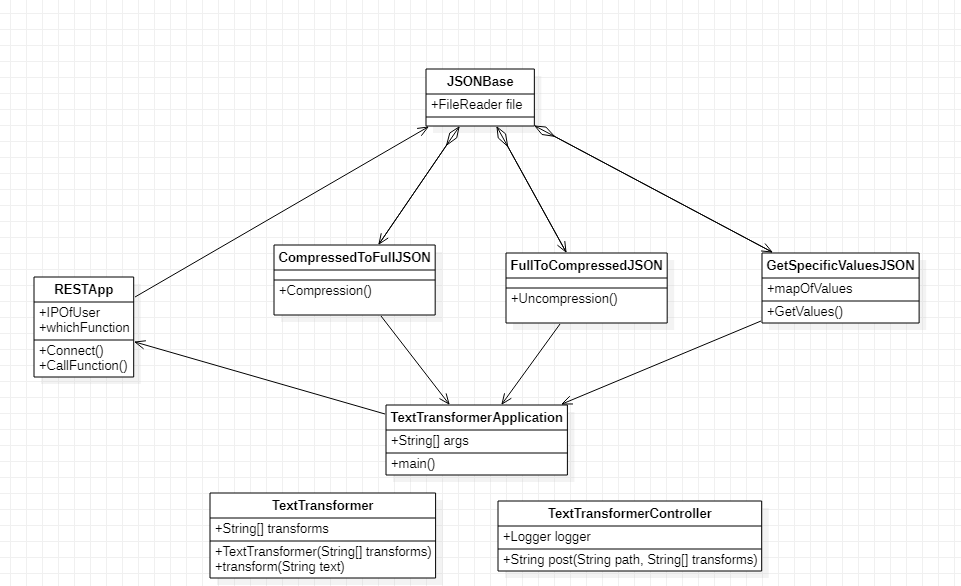 JSONBase
+FileReader file
CompressedToFullJSON
+Compression()
FullToCompressedJSON
+Uncompression()
GetSpecificValuesJSON
+mapOfValues
+GetValues()
RESTApp
+IPOfUser
+whichFunction
+Connect()
+CallFunction()
TextTransformerApplication
+String[] args
+main()
TextTransformer
+String[] transforms
+TextTransformer(String[] transforms)
+transform(String text)
TextTransformerController
+Logger logger
+String post(String path, String[] transforms)